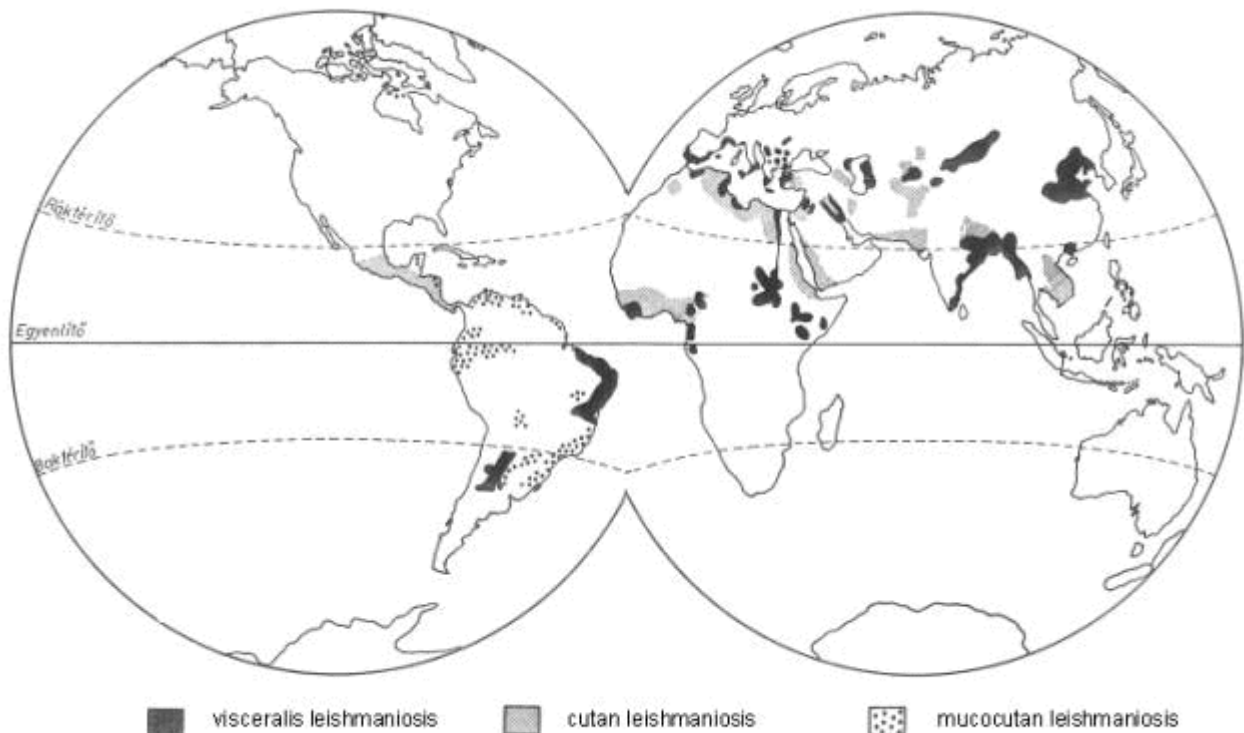 Ráktérítő
Egyenlítő
Baktérítő
visceralis leishmaniosis
cutan leishmaniosis
mucocutan leishmaniosis